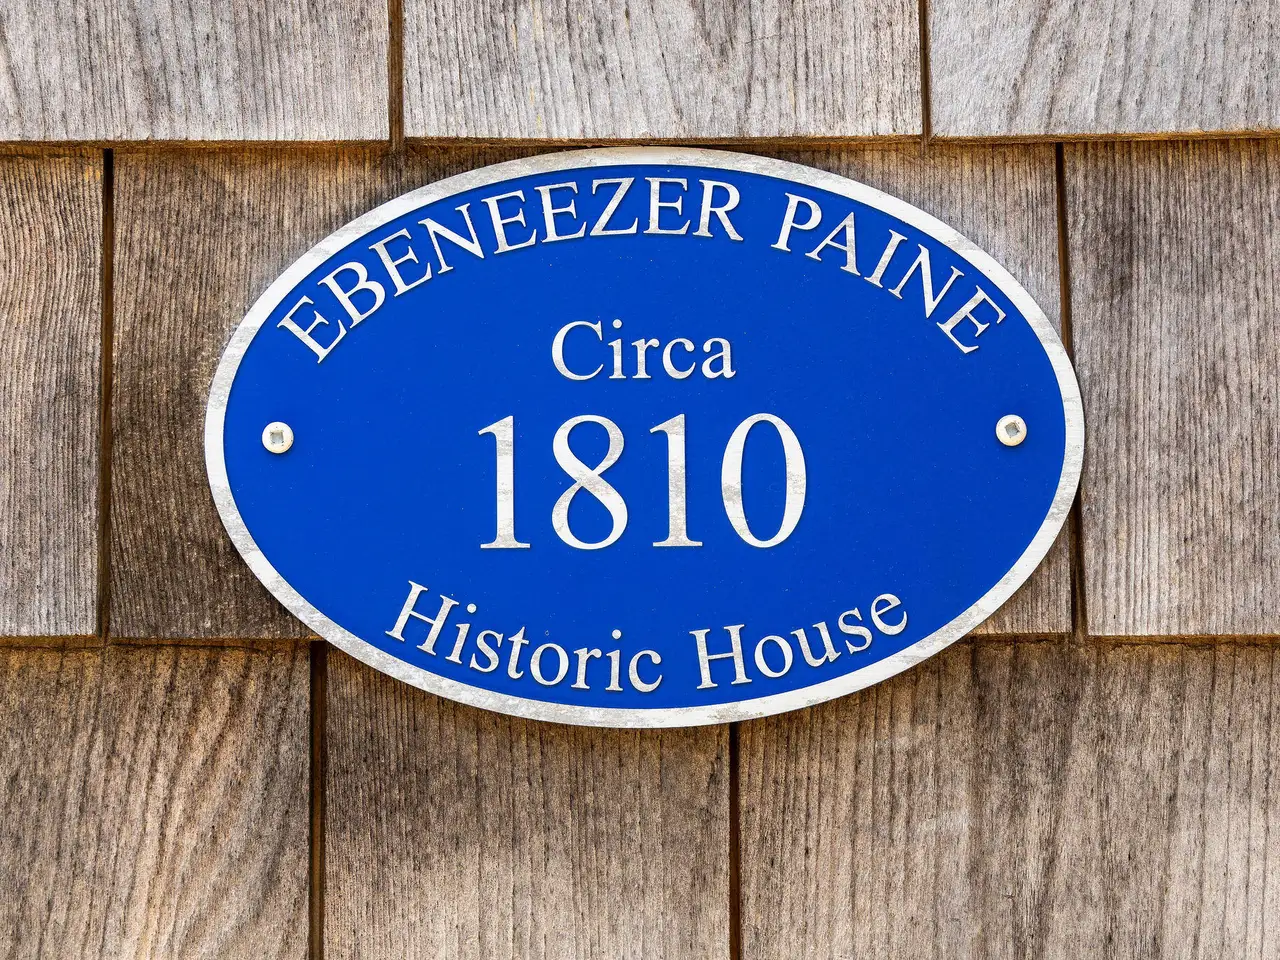 EBENEEZER PAINE
Circa
1810
Historic House